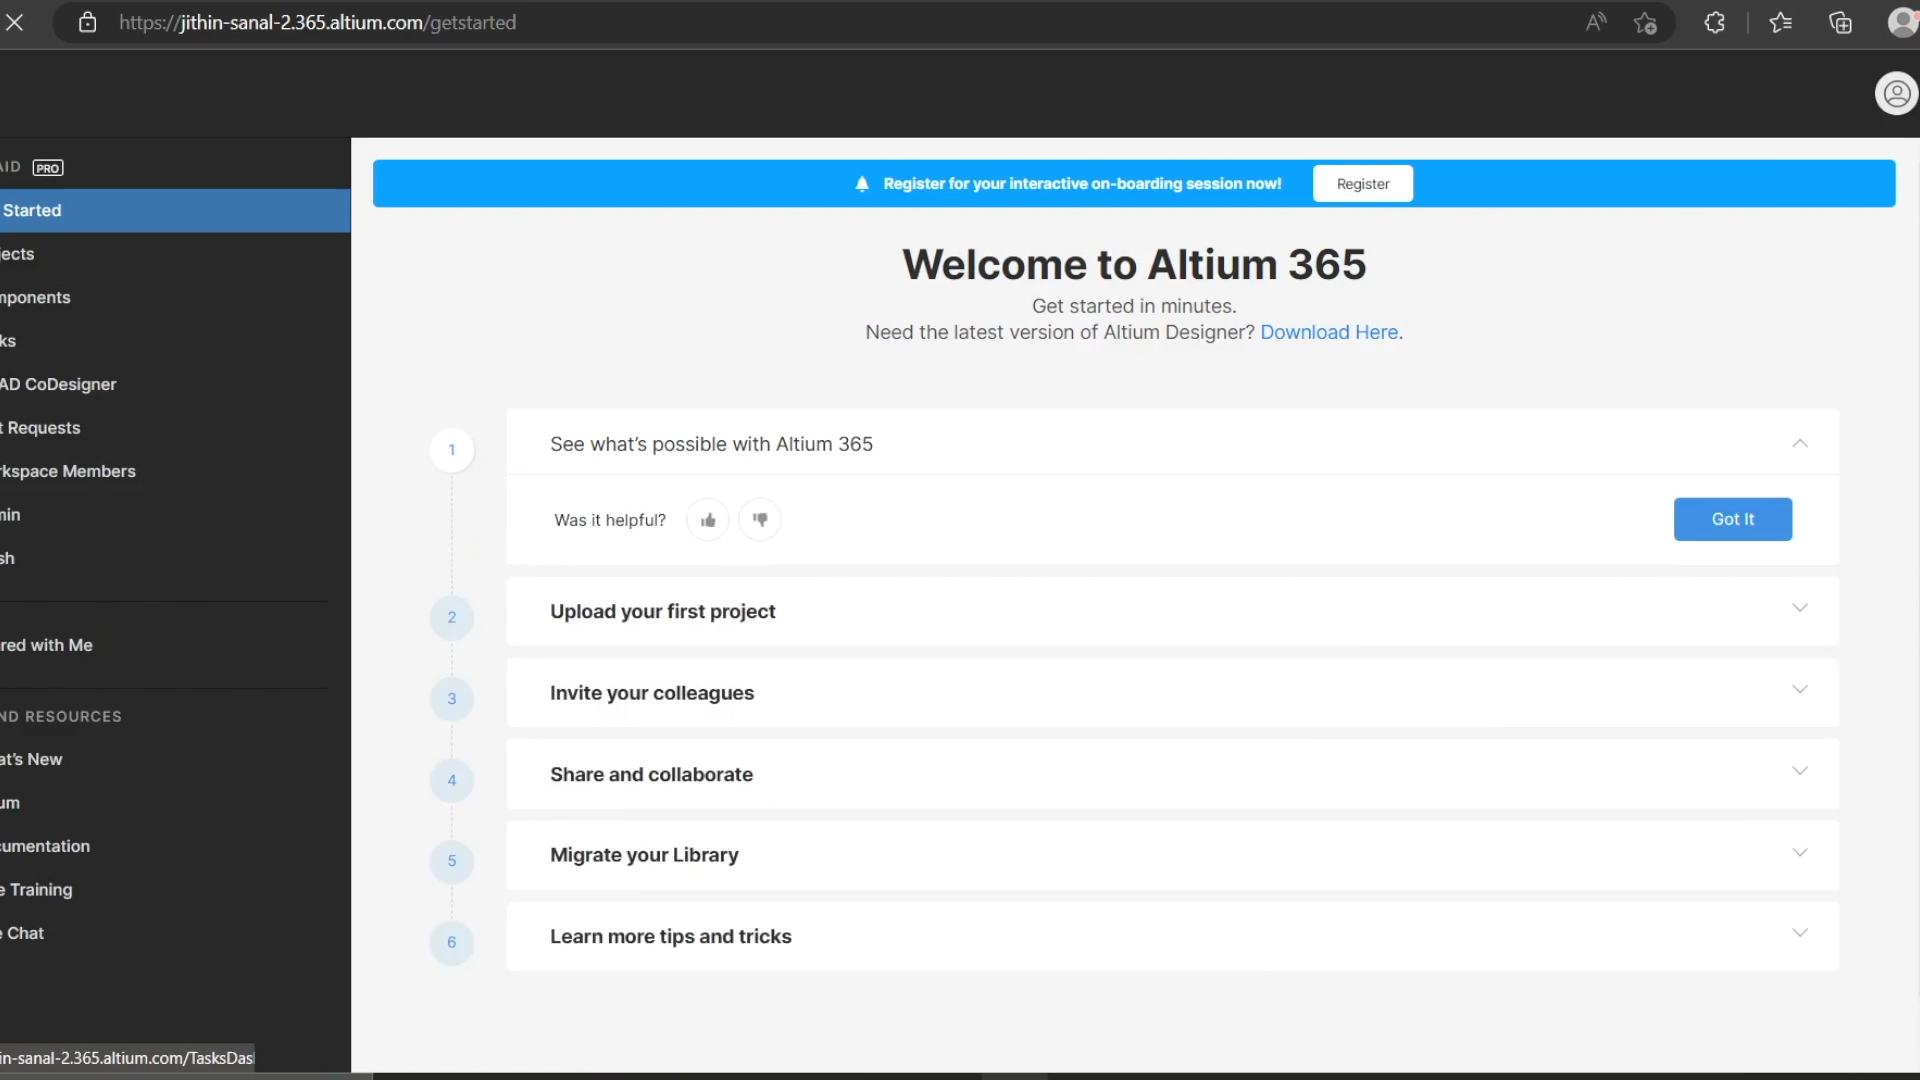 https://jithin-sanal-2.365.altium.com/getstarted
AID PRO
Started
jects
mponents
ks
AD CoDesigner
t Requests
rkspace Members
min
sh
red with Me
ND RESOURCES
at's New
um
cumentation
e Training
e Chat
in-sanal-2.365.altium.com/TasksDas
Register for your interactive on-boarding session now!
Register
Welcome to Altium 365
Get started in minutes.
Need the latest version of Altium Designer? Download Here.
1
See what's possible with Altium 365
Was it helpful?
Got It
2
Upload your first project
3
Invite your colleagues
4
Share and collaborate
5
Migrate your Library
6
Learn more tips and tricks